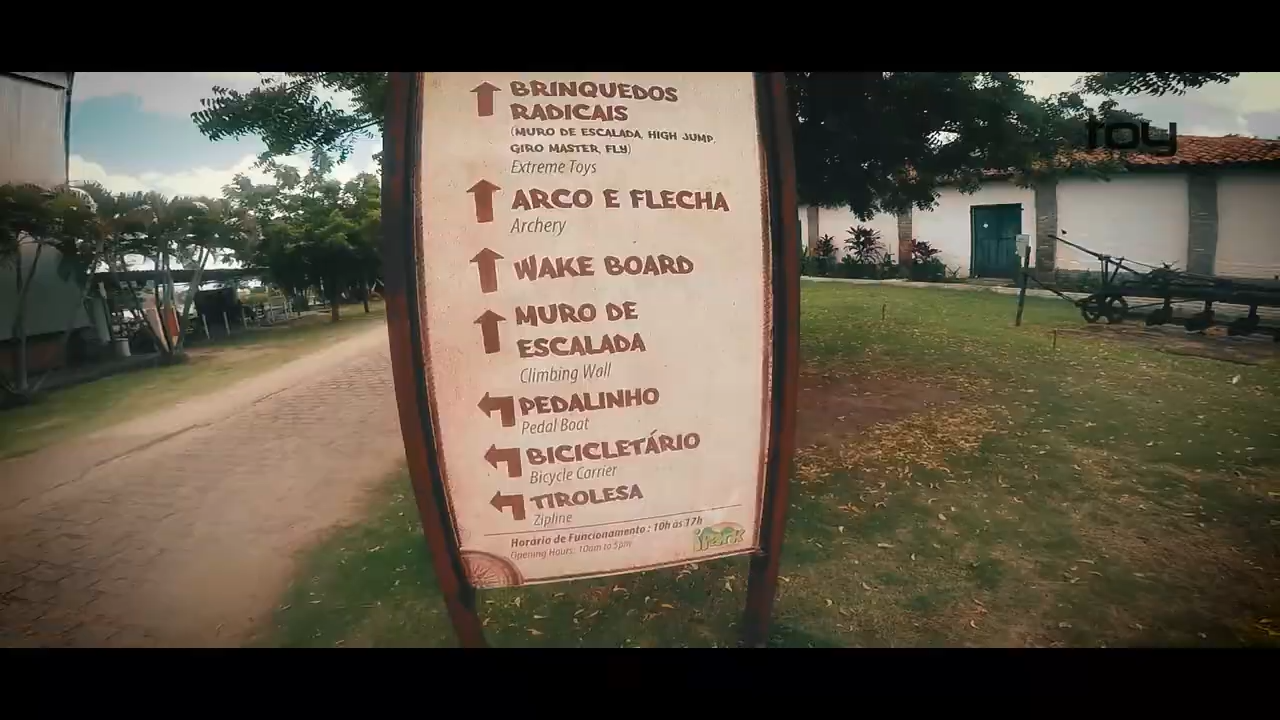 BRINQUEDOS
RADICAIS
(MURO DE ESCALADA, HIGH JUMP,
GIRO MASTER, FLY)
Extreme Toys
ARCO E FLECHA
Archery
WAKE BOARD
MURO DE
ESCALADA
Climbing Wall
PEDALINHO
Pedal Boat
BICICLETÁRIO
Bicycle Carrier
TIROLESA
Zipline
Horário de Funcionamento : 10h às 17h
Opening Hours: 10am to 5pm
iPark
toy